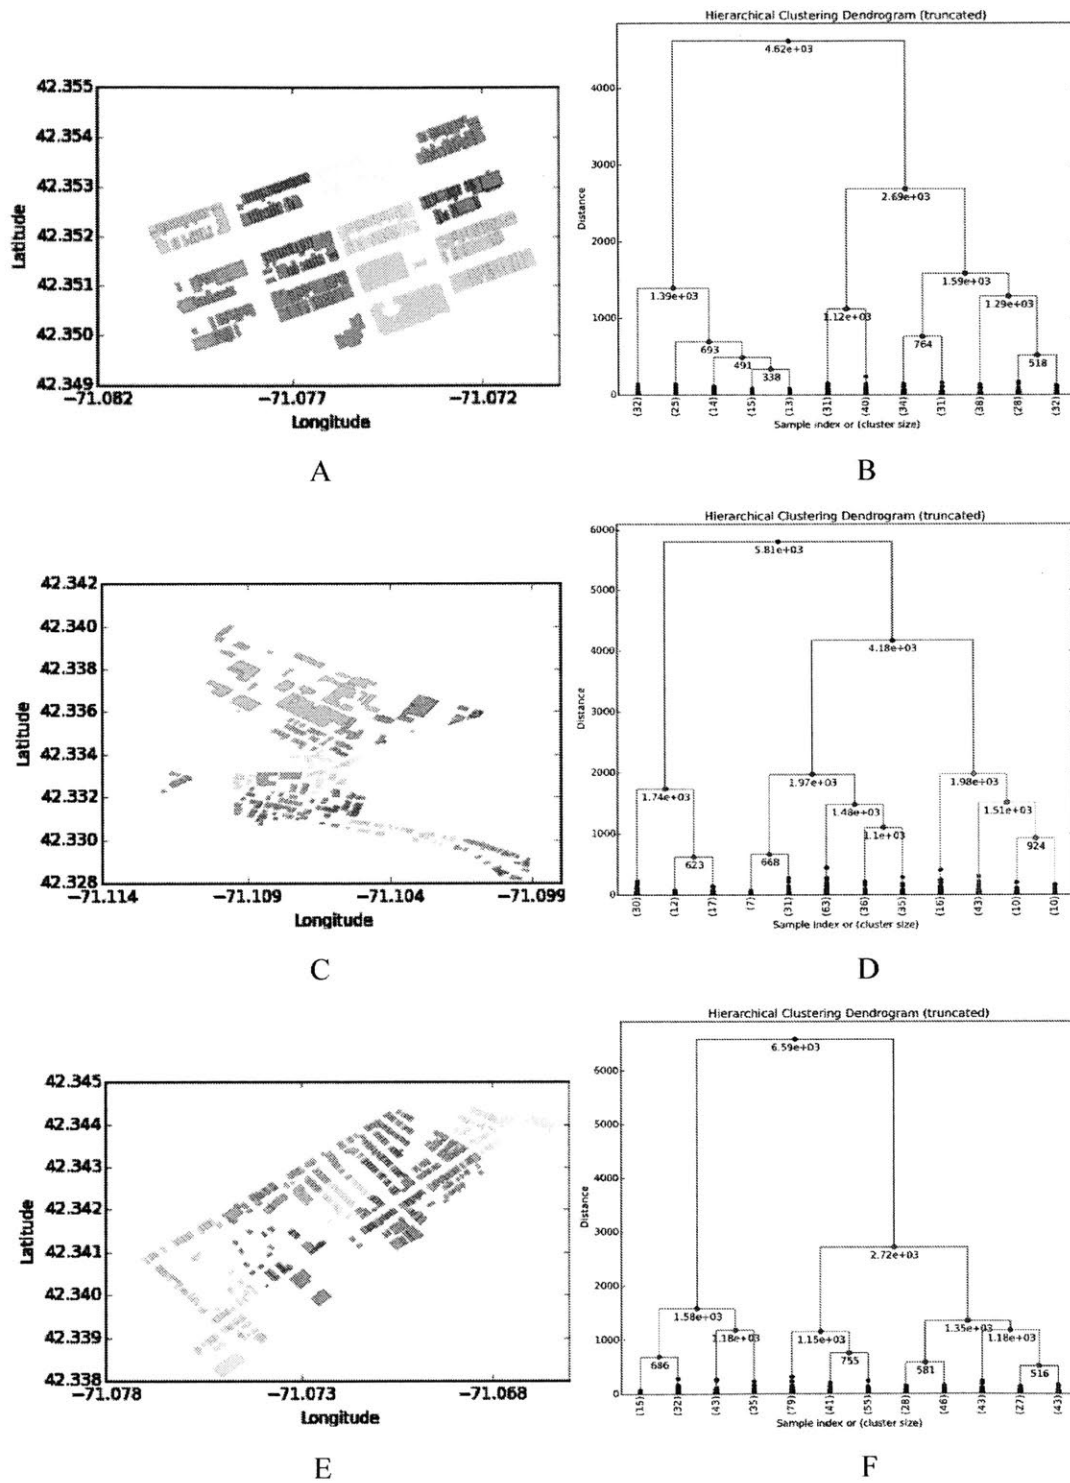 Hierarchical Clustering Dendrogram (truncated)
4.62e+03
2.69e+03
1.59e+03
1.39e+03
1.29e+03
1.12e+03
764
693
518
491
338
Distance
4000
3000
2000
1000
0
(32)
(25)
(14)
(15)
(13)
(31)
(40)
(34)
(31)
(38)
(28)
(32)
Sample index or (cluster size)
42.355
42.354
42.353
42.352
42.351
42.350
42.349
Latitude
−71.082
−71.077
−71.072
Longitude
A
B
Hierarchical Clustering Dendrogram (truncated)
5.81e+03
4.18e+03
1.97e+03
1.98e+03
1.74e+03
1.48e+03
1.51e+03
1.1e+03
924
668
623
Distance
6000
5000
4000
3000
2000
1000
0
(30)
(12)
(17)
(7)
(31)
(63)
(36)
(35)
(16)
(43)
(10)
(10)
Sample index or (cluster size)
42.342
42.340
42.338
42.336
42.334
42.332
42.330
42.328
Latitude
−71.114
−71.109
−71.104
−71.099
Longitude
C
D
Hierarchical Clustering Dendrogram (truncated)
6.59e+03
2.72e+03
1.58e+03
1.35e+03
1.18e+03
1.15e+03
1.18e+03
755
686
581
516
Distance
6000
5000
4000
3000
2000
1000
0
(15)
(32)
(43)
(35)
(79)
(41)
(55)
(28)
(46)
(43)
(27)
(43)
Sample index or (cluster size)
42.345
42.344
42.343
42.342
42.341
42.340
42.339
42.338
Latitude
−71.078
−71.073
−71.068
Longitude
E
F